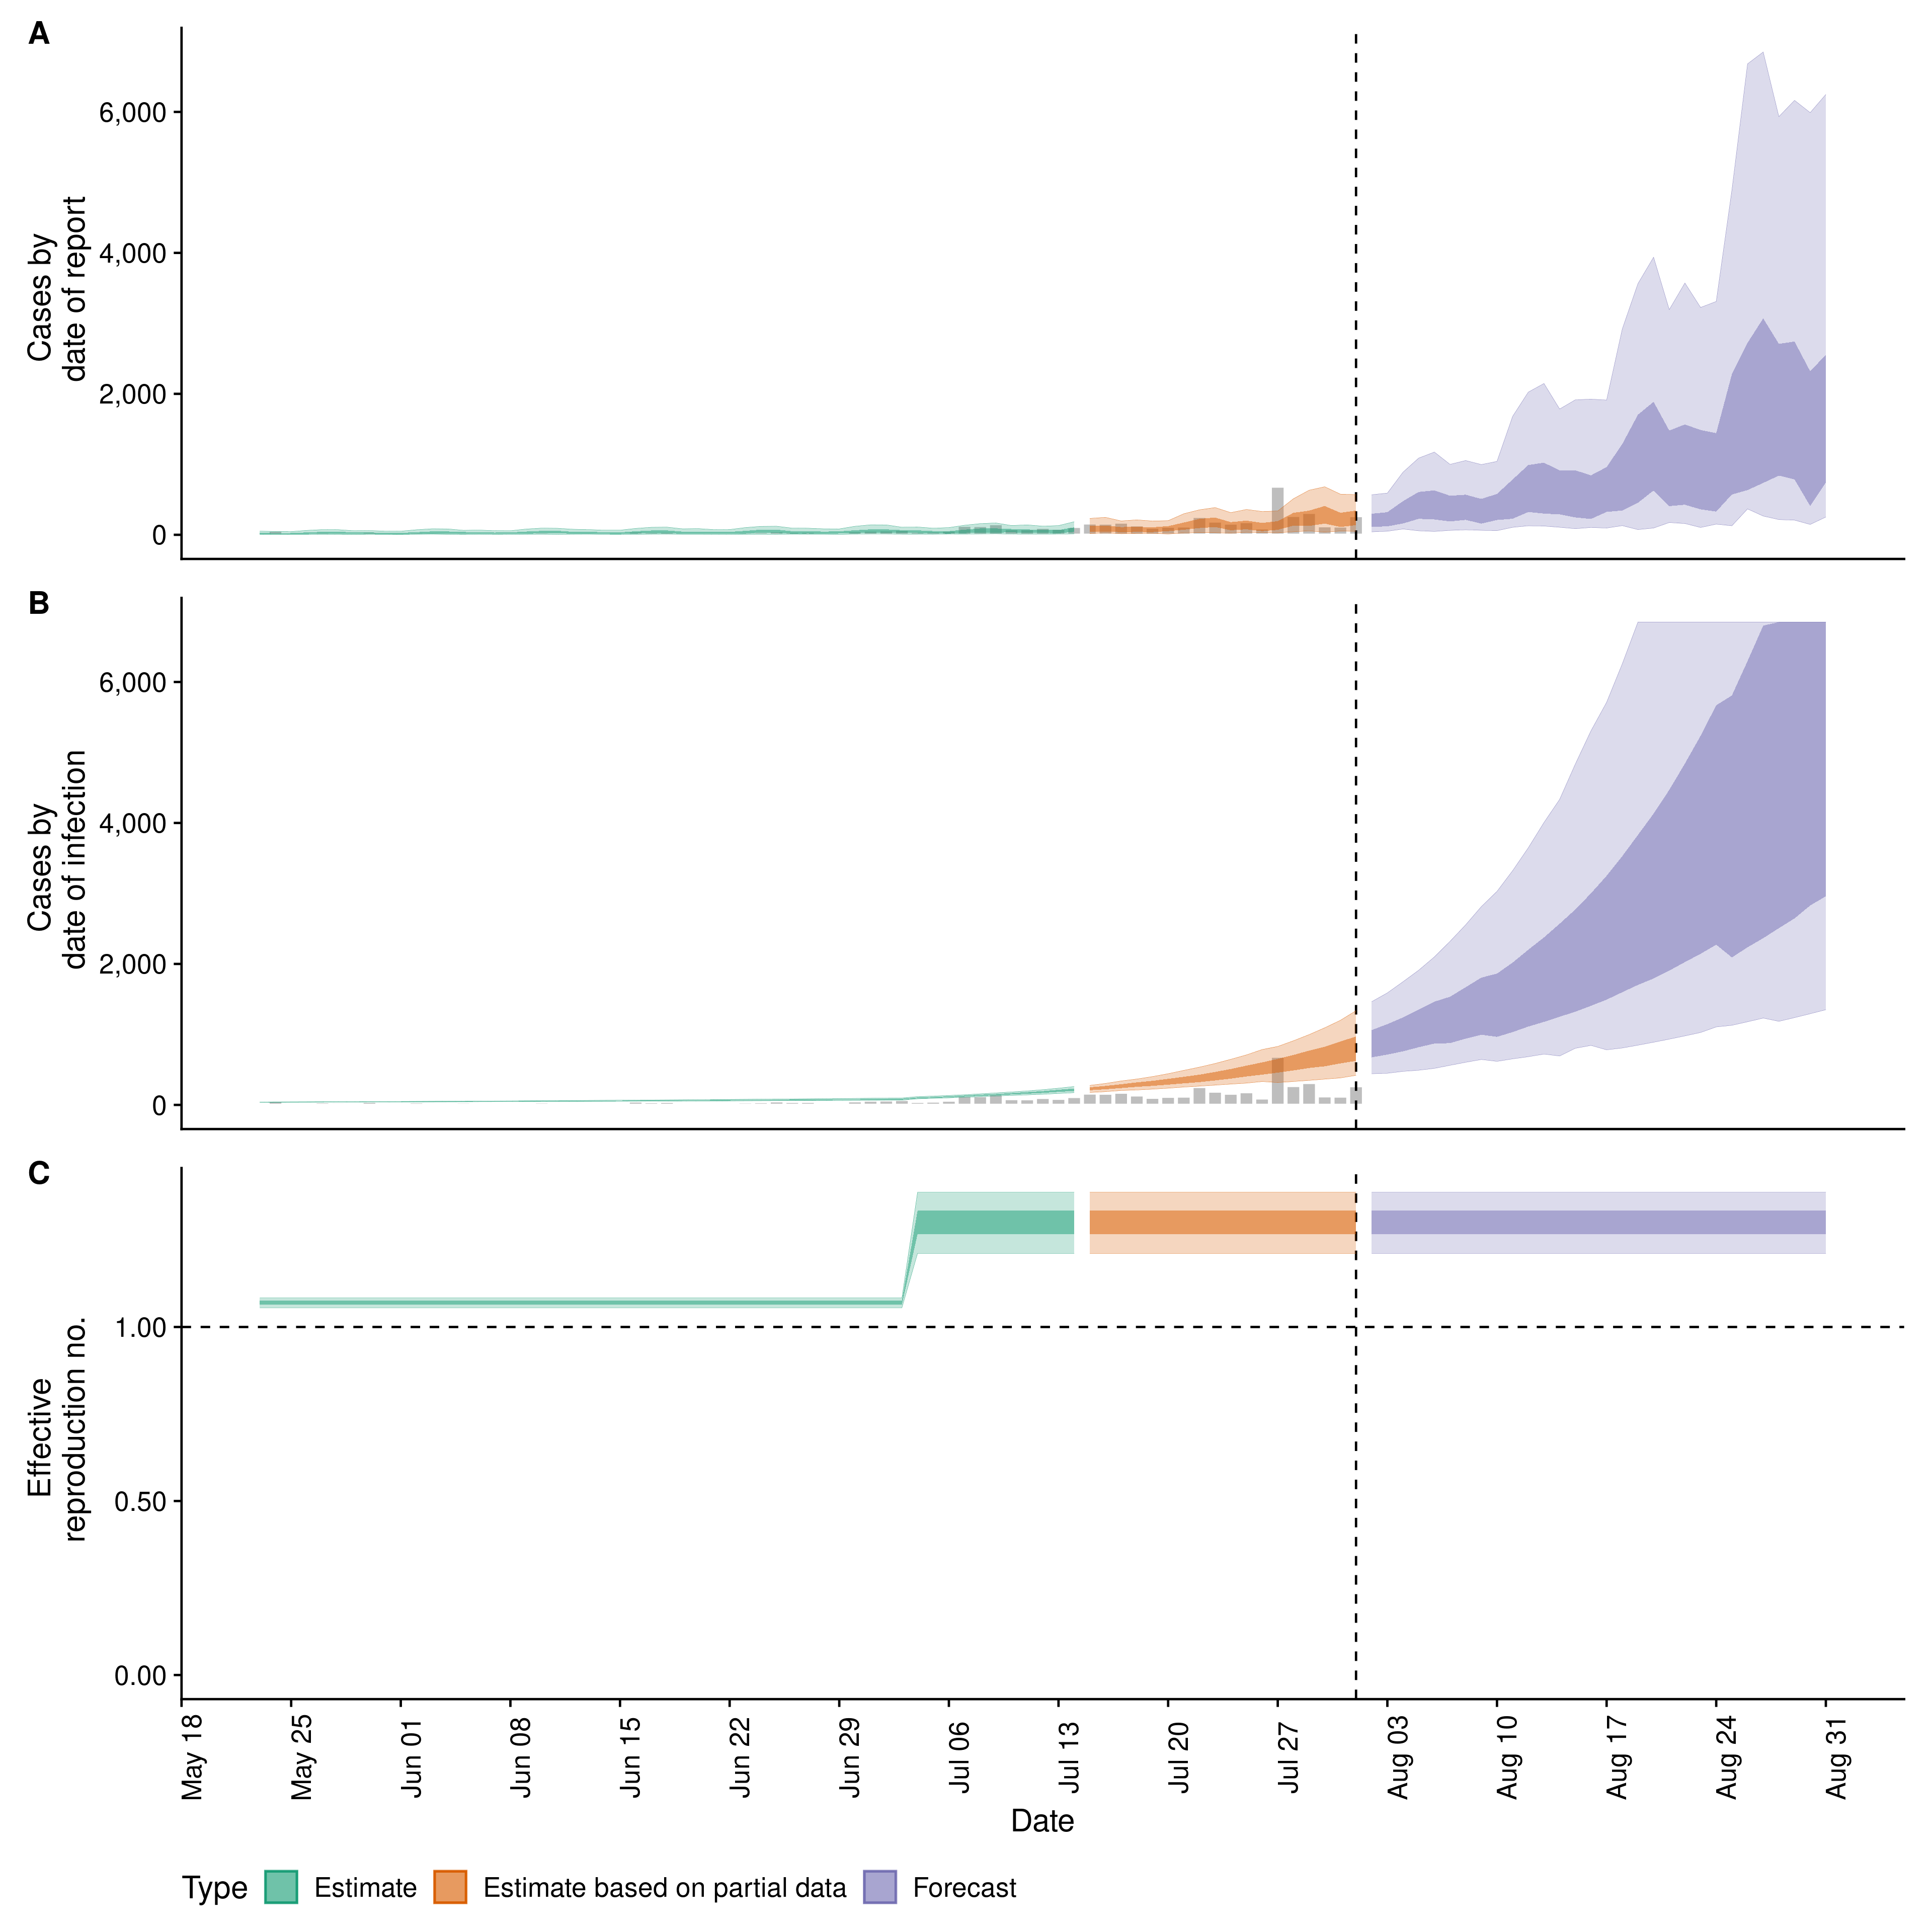 A
Cases by
date of report
6,000
4,000
2,000
0
B
Cases by
date of infection
6,000
4,000
2,000
0
C
Effective
reproduction no.
1.00
0.50
0.00
May 18
May 25
Jun 01
Jun 08
Jun 15
Jun 22
Jun 29
Jul 06
Jul 13
Jul 20
Jul 27
Aug 03
Aug 10
Aug 17
Aug 24
Aug 31
Date
Type Estimate Estimate based on partial data Forecast